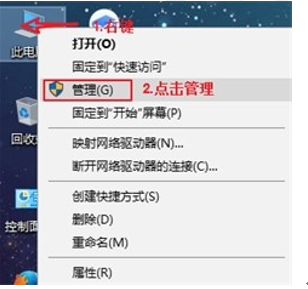 1.右键
此电脑
打开(O)
固定到"快速访问"
管理(G)
2.点击管理
固定到"开始"屏幕(P)
回收
映射网络驱动器(N)...
断开网络驱动器的连接(C)...
创建快捷方式(S)
控制面
删除(D)
重命名(M)
属性(R)